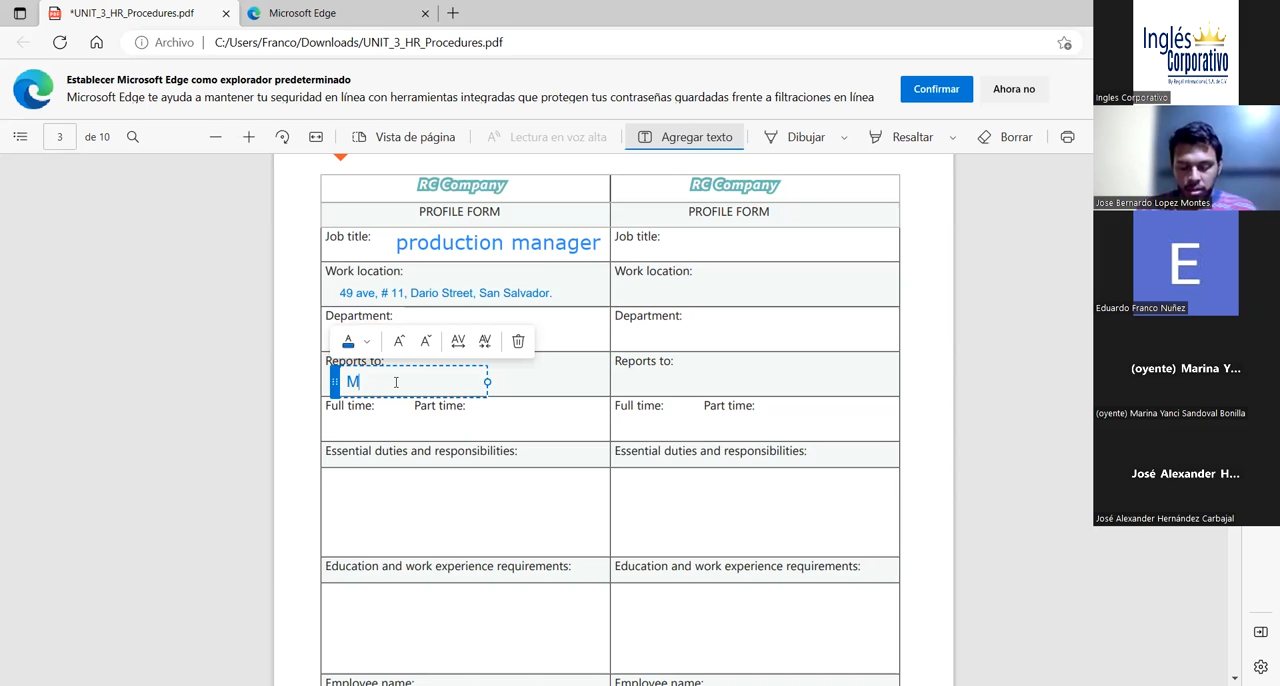 *UNIT_3_HR_Procedures.pdf
Microsoft Edge
Archivo C:/Users/Franco/Downloads/UNIT_3_HR_Procedures.pdf
Establecer Microsoft Edge como explorador predeterminado
Microsoft Edge te ayuda a mantener tu seguridad en línea con herramientas integradas que protegen tus contraseñas guardadas frente a filtraciones en línea
Confirmar
Ahora no
3 de 10
Vista de página
Lectura en voz alta
Agregar texto
Dibujar
Resaltar
Borrar
RC Company RC Company
PROFILE FORM PROFILE FORM
Job title: production manager Job title:
Work location: Work location:
49 ave, # 11, Dario Street, San Salvador.
Department: Department:
Reports to: Reports to:
M
Full time: Part time: Full time: Part time:
Essential duties and responsibilities: Essential duties and responsibilities:
Education and work experience requirements: Education and work experience requirements:
Employee name: Employee name:
Inglés
Corporativo
By Regal International, S.A. de C.V.
Ingles Corporativo
Jose Bernardo Lopez Montes
E
Eduardo Franco Nuñez
(oyente) Marina Y...
(oyente) Marina Yanci Sandoval Bonilla
José Alexander H...
José Alexander Hernández Carbajal